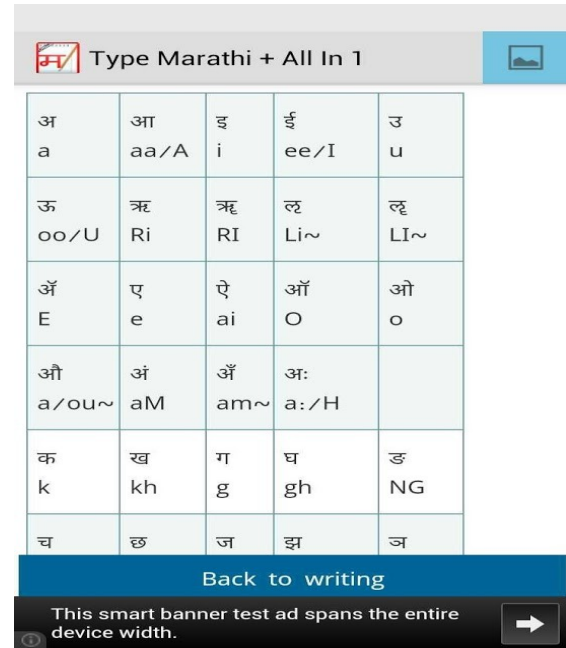 मराठी
Type Marathi + All In 1
अ आ इ ई उ
a aa/A i ee/I u
ऊ ऋ ॠ ऌ ॡ
oo/U Ri RI Li~ LI~
ॲ ए ऐ ऑ ओ
E e ai O o
औ अं अँ अः
a/ou~ aM am~ a:/H
क ख ग घ ङ
k kh g gh NG
च छ ज झ ञ
Back to writing
This smart banner test ad spans the entire
device width.